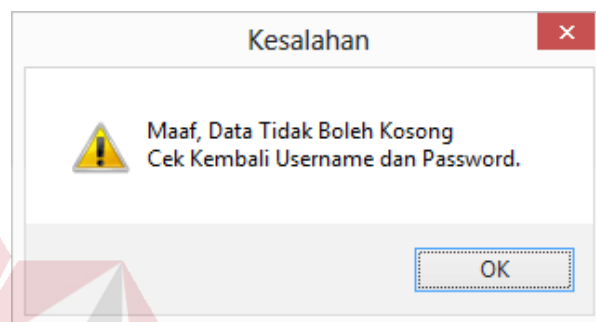 Kesalahan
Maaf, Data Tidak Boleh Kosong
Cek Kembali Username dan Password.
OK